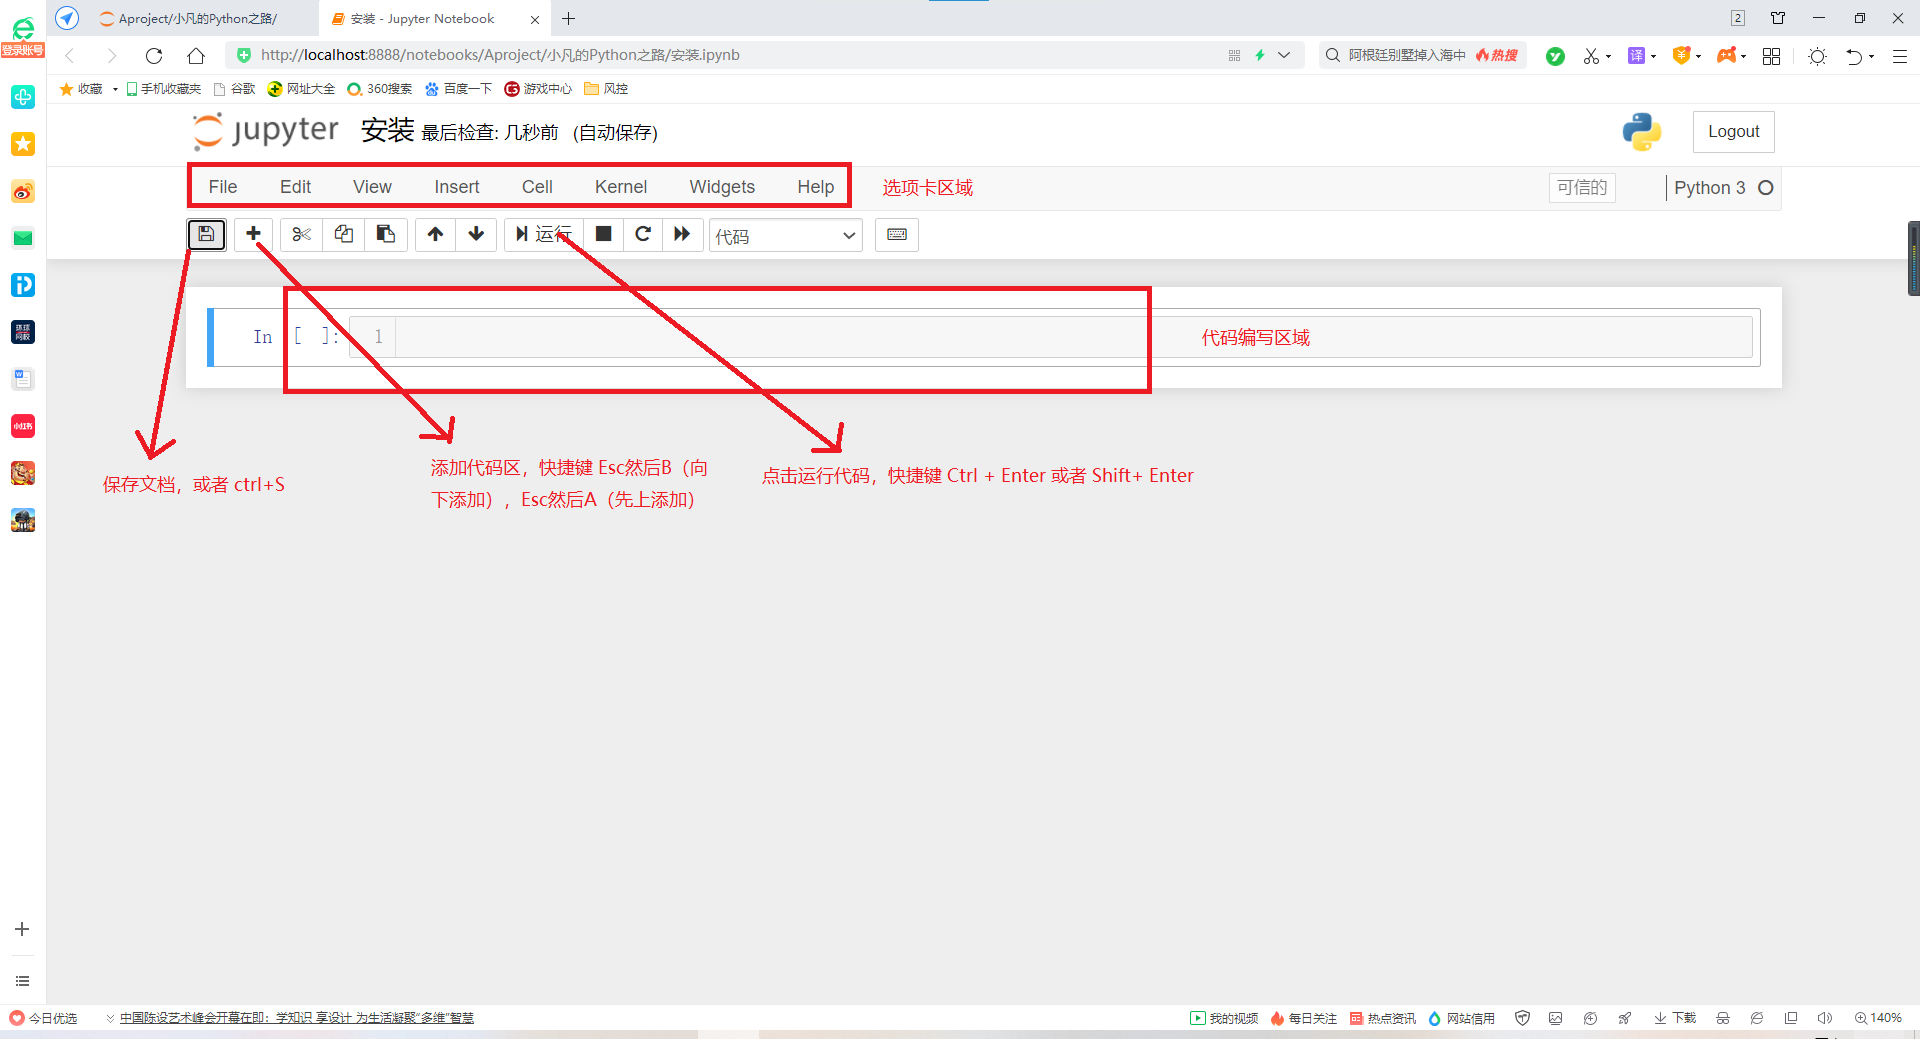 登录账号
Aproject/小凡的Python之路/
安装 - Jupyter Notebook
2
http://localhost:8888/notebooks/Aproject/小凡的Python之路/安装.ipynb
阿根廷别墅掉入海中 热搜
译
收藏 手机收藏夹 谷歌 网址大全 360搜索 百度一下 游戏中心 风控
jupyter 安装 最后检查: 几秒前 (自动保存)
Logout
File Edit View Insert Cell Kernel Widgets Help 选项卡区域
可信的 Python 3
运行 代码
In [ ]: 1 代码编写区域
保存文档，或者 ctrl+S
添加代码区，快捷键 Esc然后B（向
下添加），Esc然后A（先上添加）
点击运行代码，快捷键 Ctrl + Enter 或者 Shift+ Enter
环球
网校
小红书
今日优选
中国陈设艺术峰会开幕在即：学知识 享设计 为生活凝聚“多维”智慧
我的视频 每日关注 热点资讯 网站信用 下载 140%